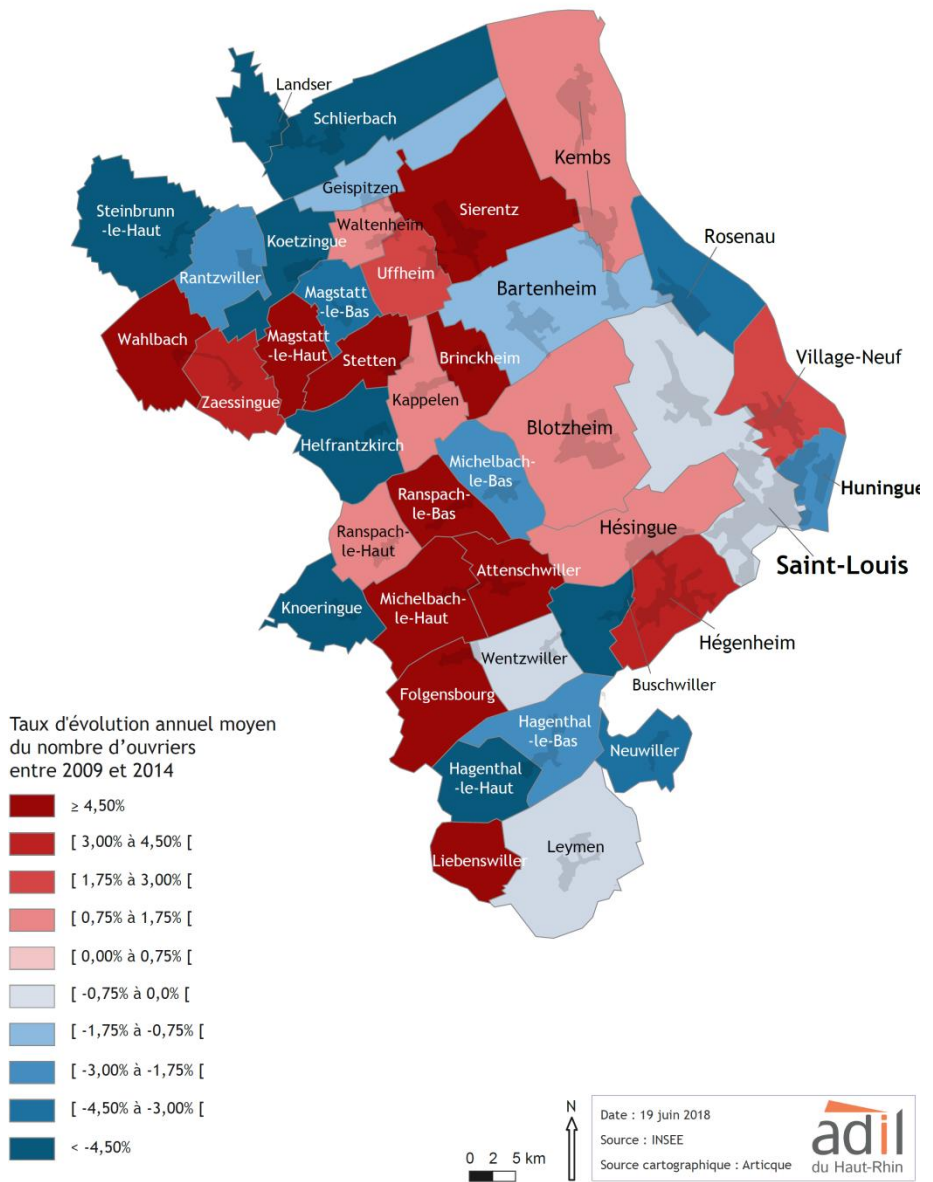 Landser
Schlierbach
Kembs
Geispitzen
Steinbrunn
-le-Haut
Sierentz
Waltenheim
Koetzingue
Rosenau
Rantzwiller
Uffheim
Magstatt
-le-Bas
Bartenheim
Wahlbach
Magstatt
-le-Haut
Stetten
Brinckheim
Village-Neuf
Zaessingue
Kappelen
Blotzheim
Helfrantzkirch
Michelbach-
le-Bas
Huningue
Ranspach-
le-Bas
Ranspach-
le-Haut
Hésingue
Saint-Louis
Attenschwiller
Knoeringue
Michelbach-
le-Haut
Hégenheim
Wentzwiller
Buschwiller
Folgensbourg
Hagenthal
-le-Bas
Neuwiller
Hagenthal
-le-Haut
Leymen
Liebenswiller
Taux d'évolution annuel moyen
du nombre d’ouvriers
entre 2009 et 2014
≥ 4,50%
[ 3,00% à 4,50% [
[ 1,75% à 3,00% [
[ 0,75% à 1,75% [
[ 0,00% à 0,75% [
[ -0,75% à 0,0% [
[ -1,75% à -0,75% [
[ -3,00% à -1,75% [
[ -4,50% à -3,00% [
< -4,50%
0 2 5 km
N
Date : 19 juin 2018
Source : INSEE
Source cartographique : Articque
adil
du Haut-Rhin